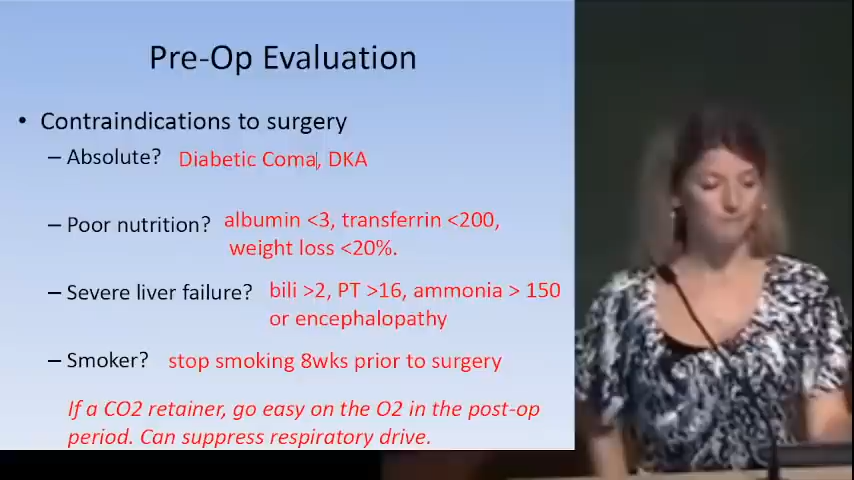 Pre-Op Evaluation
• Contraindications to surgery
– Absolute? Diabetic Coma, DKA
– Poor nutrition? albumin <3, transferrin <200,
weight loss <20%.
– Severe liver failure? bili >2, PT >16, ammonia > 150
or encephalopathy
– Smoker? stop smoking 8wks prior to surgery
If a CO2 retainer, go easy on the O2 in the post-op
period. Can suppress respiratory drive.